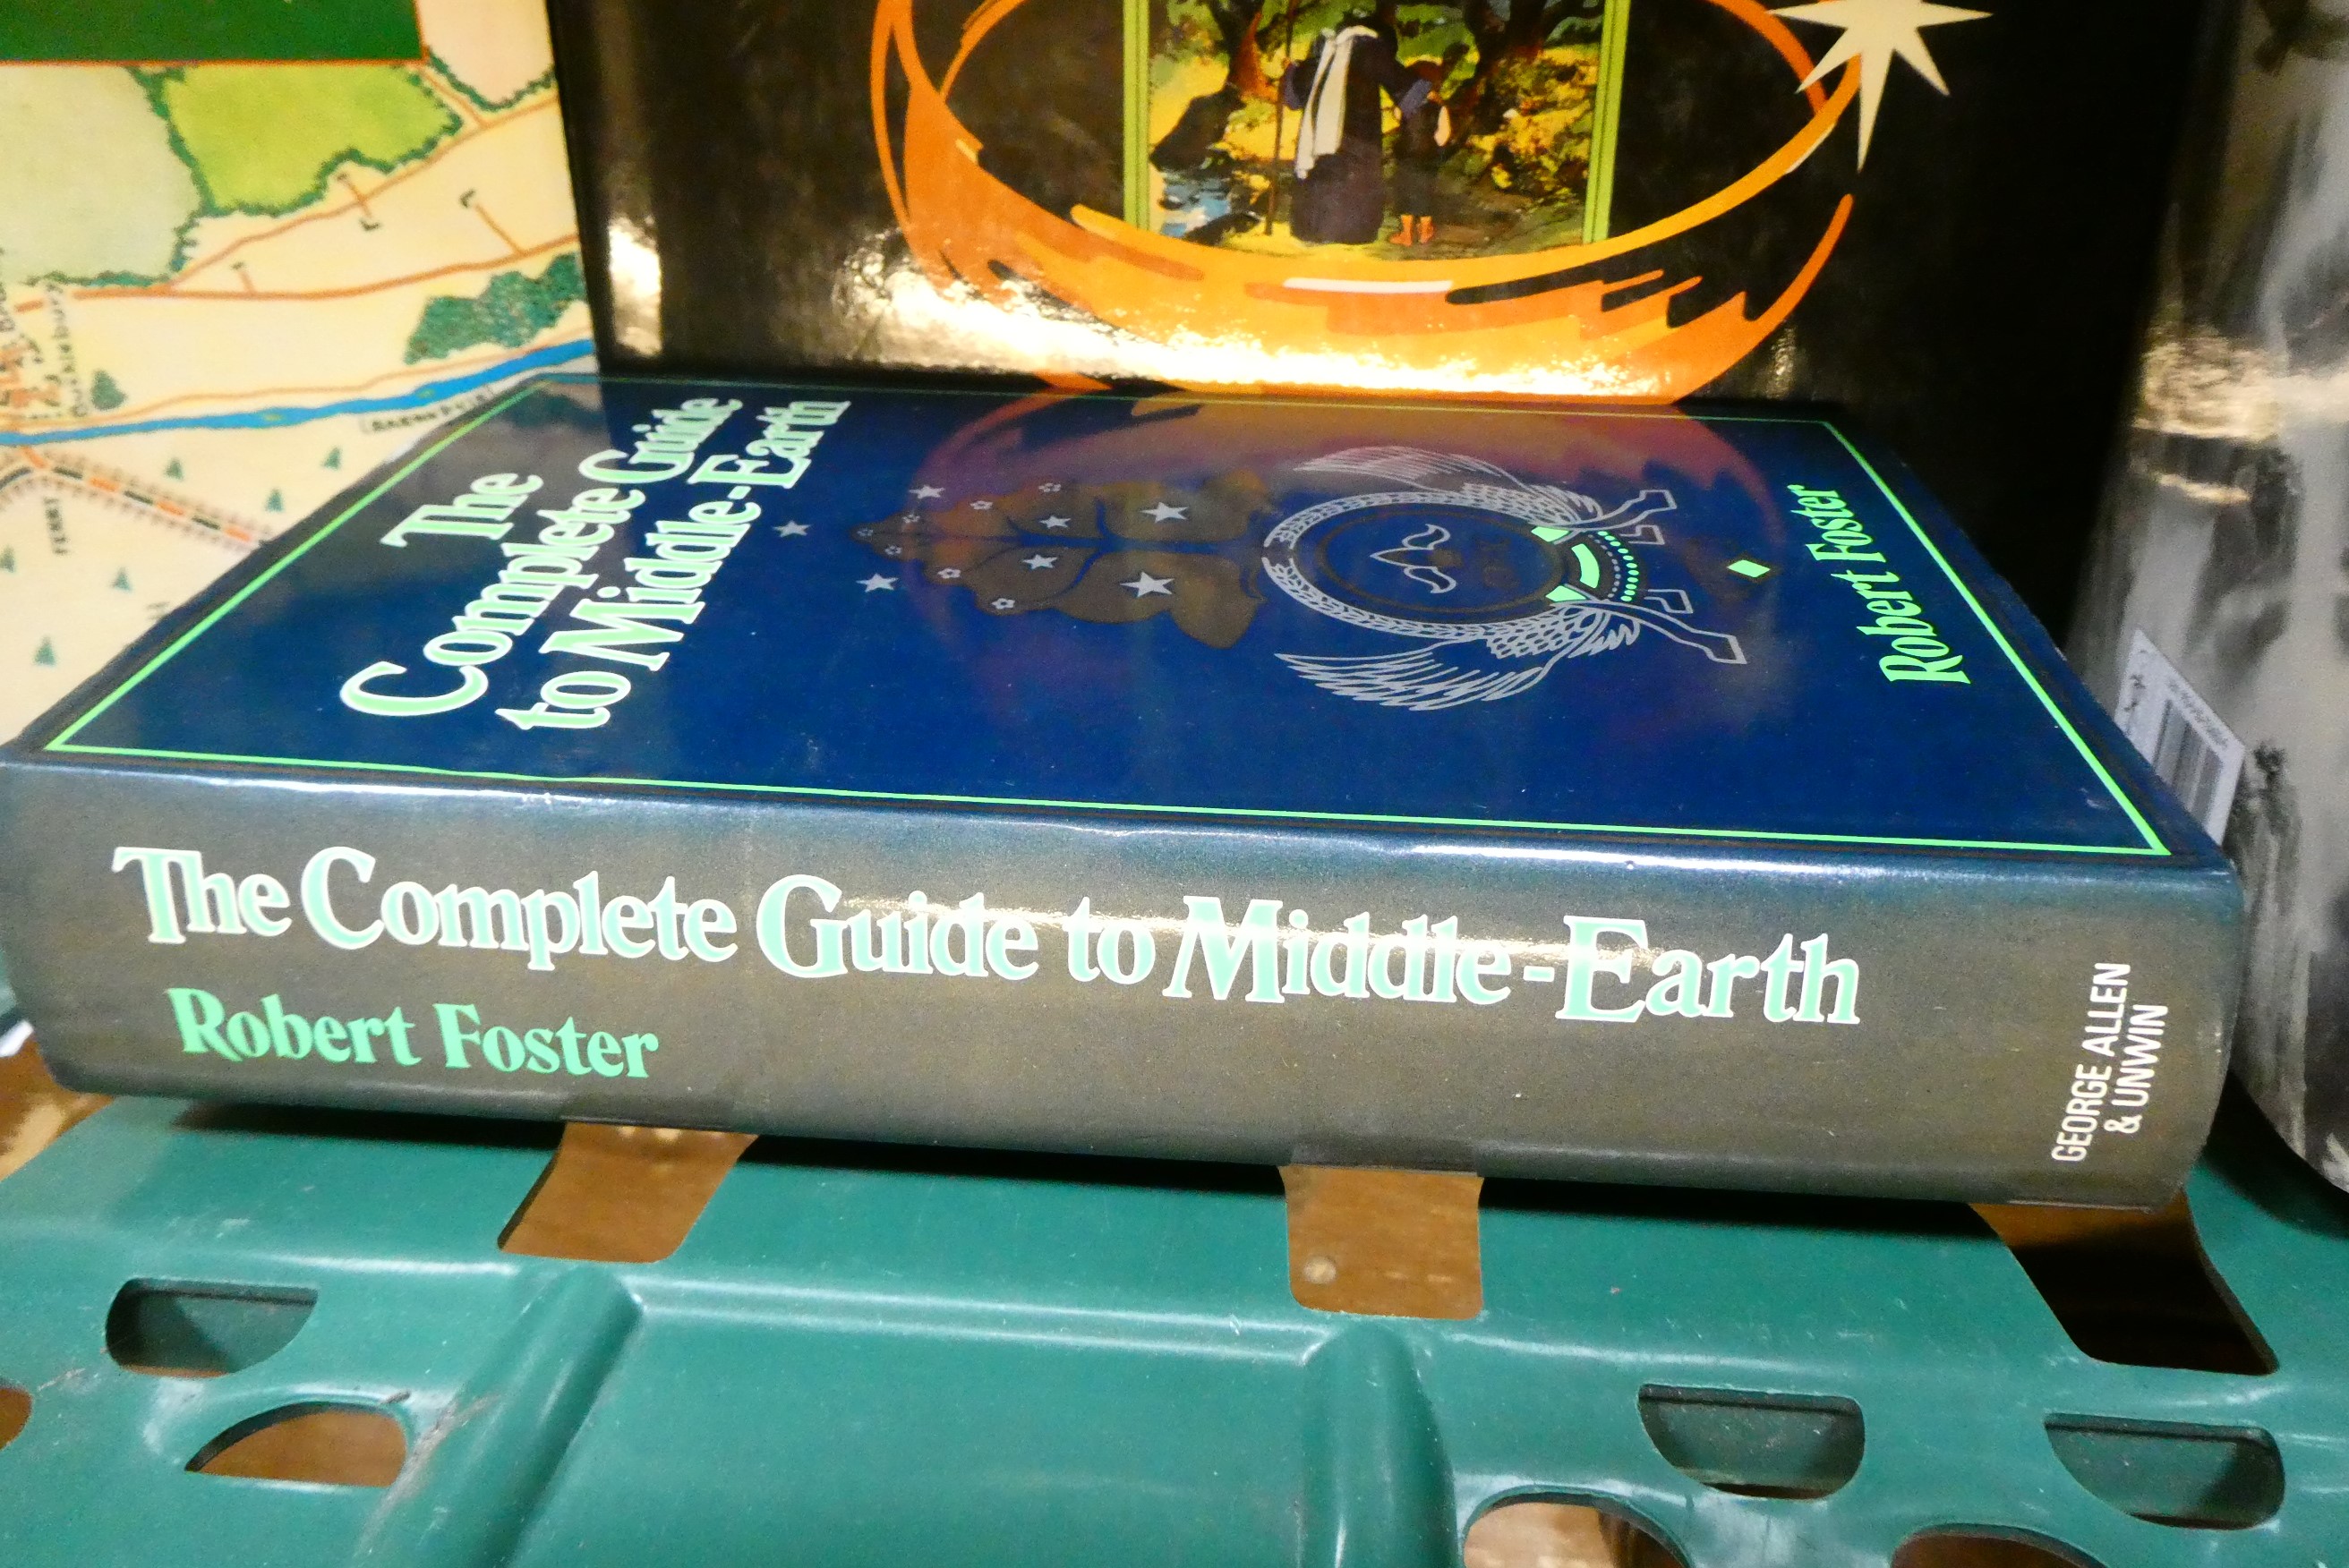 The
Complete Guide
to Middle-Earth
Robert Foster
The Complete Guide to Middle-Earth
Robert Foster
GEORGE ALLEN
& UNWIN
FERRY